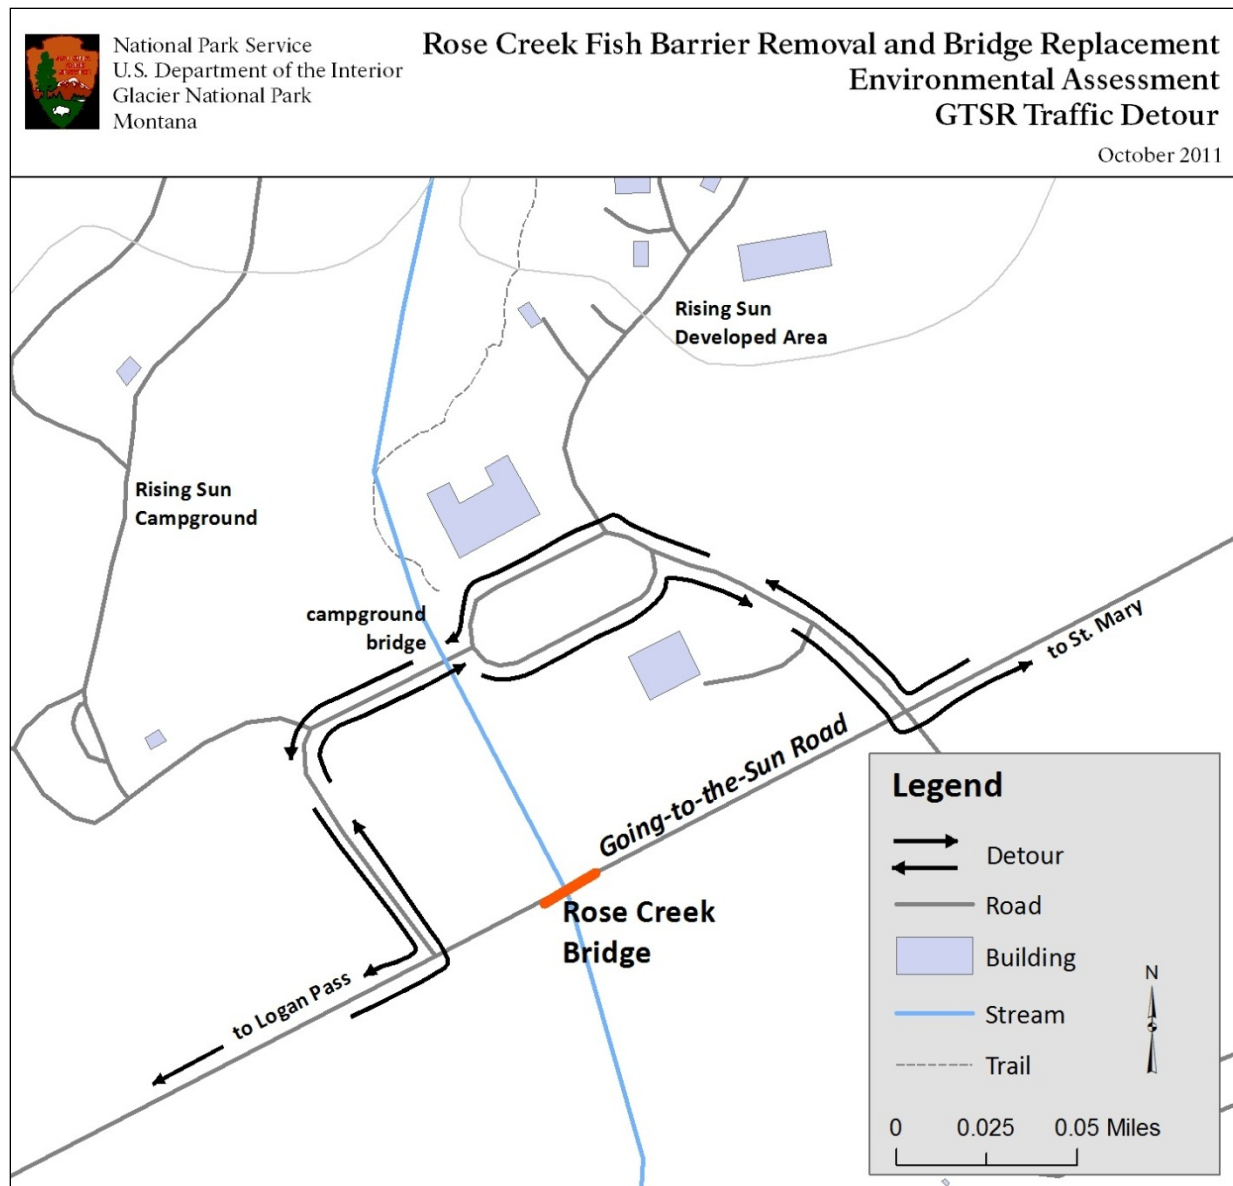 National Park Service
U.S. Department of the Interior
Glacier National Park
Montana
Rose Creek Fish Barrier Removal and Bridge Replacement
Environmental Assessment
GTSR Traffic Detour
October 2011
Rising Sun
Developed Area
Rising Sun
Campground
campground
bridge
to St. Mary
Going-to-the-Sun Road
Rose Creek
Bridge
to Logan Pass
Legend
Detour
Road
Building
Stream
Trail
N
0 0.025 0.05 Miles